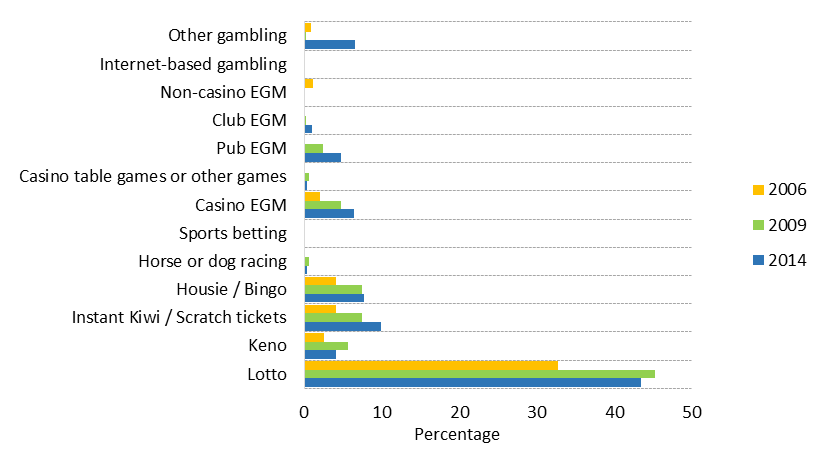 Other gambling
Internet-based gambling
Non-casino EGM
Club EGM
Pub EGM
Casino table games or other games
Casino EGM
Sports betting
Horse or dog racing
Housie / Bingo
Instant Kiwi / Scratch tickets
Keno
Lotto
0 10 20 30 40 50
Percentage
2006
2009
2014